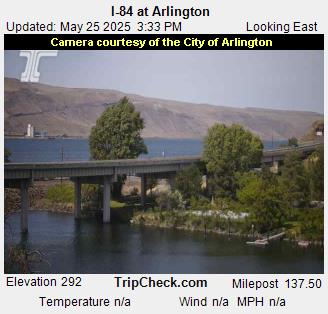 I-84 at Arlington
Updated: May 25 2025 3:33 PM Looking East
Camera courtesy of the City of Arlington
Elevation 292 TripCheck.com Milepost 137.50
Temperature n/a Wind n/a MPH n/a